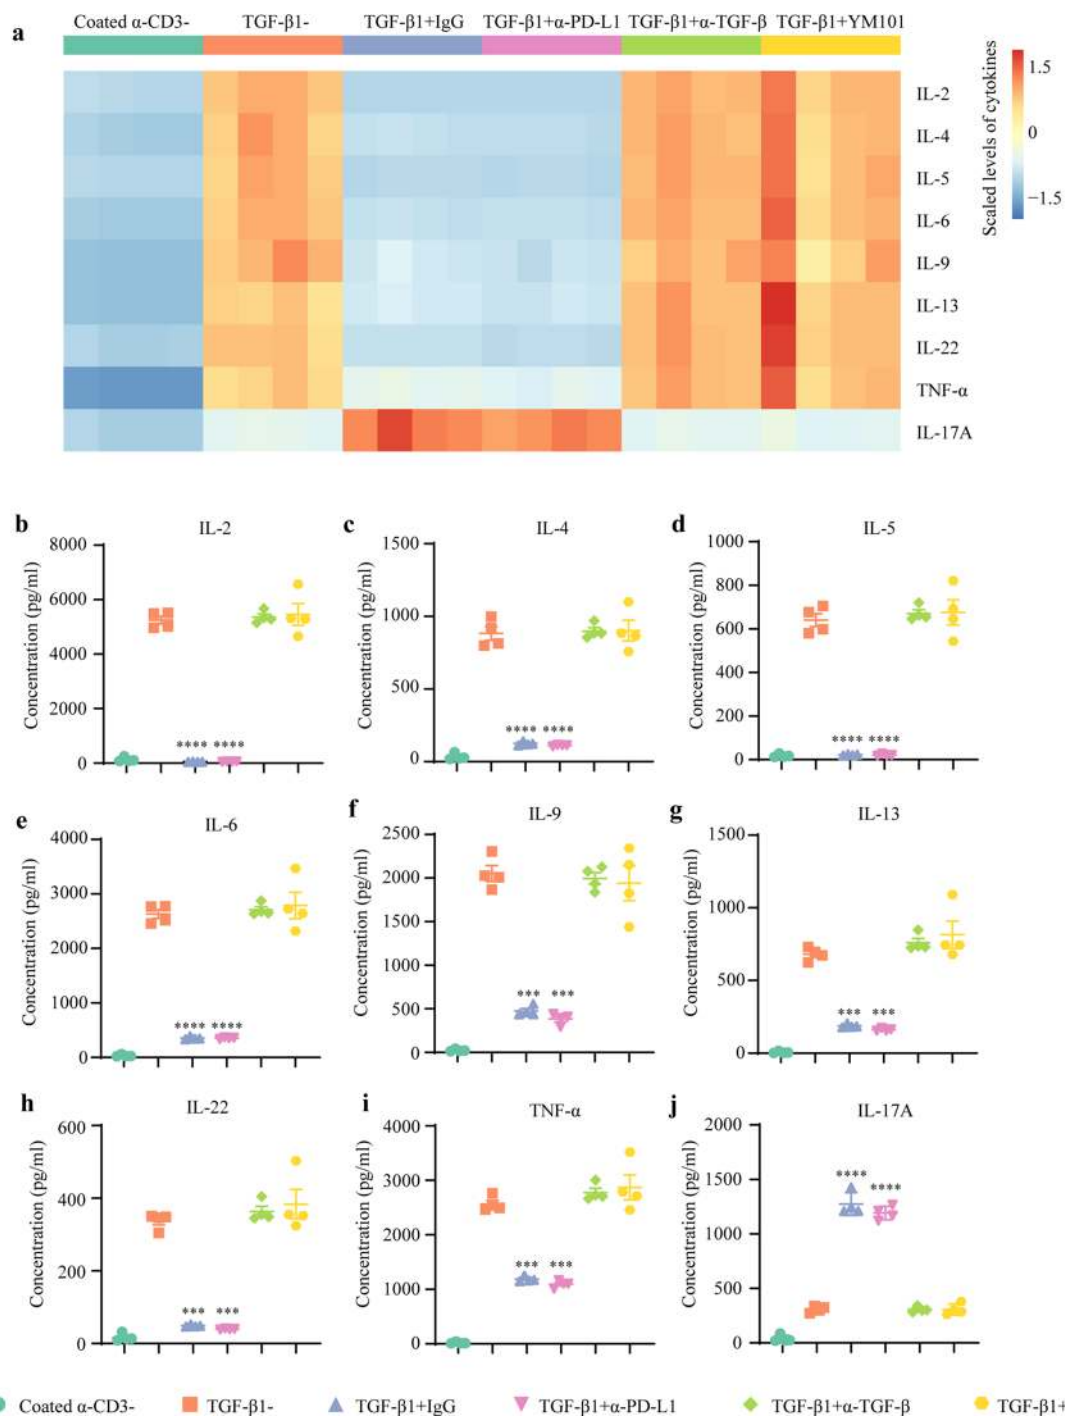 a
Coated α-CD3- TGF-β1- TGF-β1+IgG TGF-β1+α-PD-L1 TGF-β1+α-TGF-β TGF-β1+YM101
IL-2
IL-4
IL-5
IL-6
IL-9
IL-13
IL-22
TNF-α
IL-17A
Scaled levels of cytokines
1.5
0
−1.5
b
IL-2
Concentration (pg/ml)
8000
6000
4000
2000
0
**** ****
c
IL-4
Concentration (pg/ml)
1500
1000
500
0
**** ****
d
IL-5
Concentration (pg/ml)
1000
800
600
400
200
0
**** ****
e
IL-6
Concentration (pg/ml)
4000
3000
2000
1000
0
**** ****
f
IL-9
Concentration (pg/ml)
2500
2000
1500
1000
500
0
*** ***
g
IL-13
Concentration (pg/ml)
1500
1000
500
0
*** ***
h
IL-22
Concentration (pg/ml)
600
400
200
0
*** ***
i
TNF-α
Concentration (pg/ml)
4000
3000
2000
1000
0
*** ***
j
IL-17A
Concentration (pg/ml)
2000
1500
1000
500
0
**** ****
Coated α-CD3- TGF-β1- TGF-β1+IgG TGF-β1+α-PD-L1 TGF-β1+α-TGF-β TGF-β1+